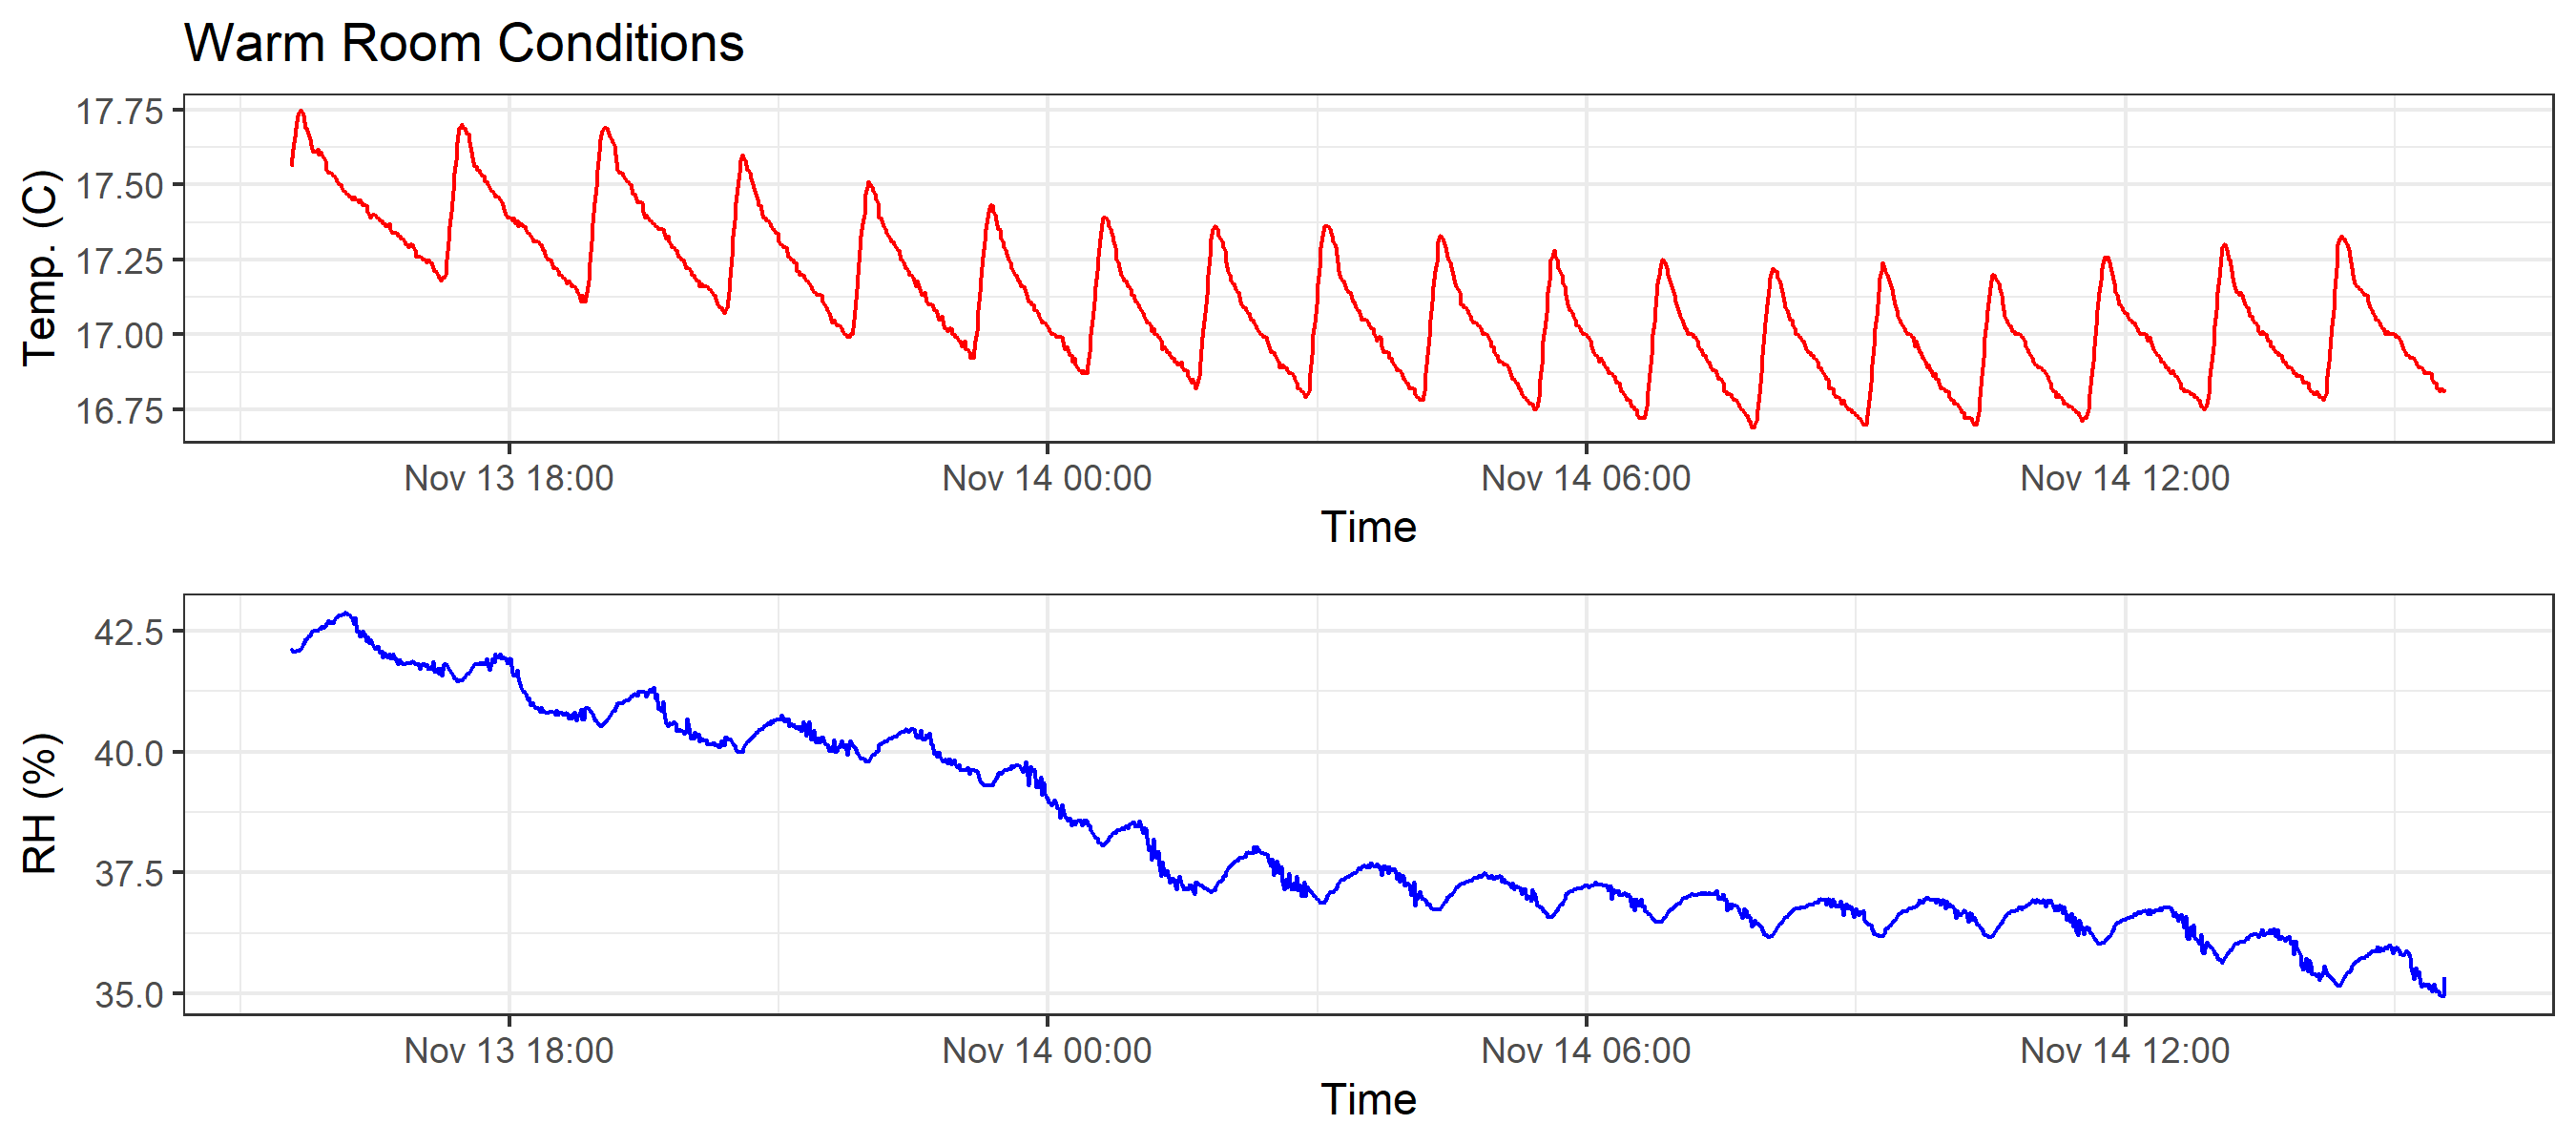 Warm Room Conditions
Temp. (C)
17.75
17.50
17.25
17.00
16.75
Nov 13 18:00 Nov 14 00:00 Nov 14 06:00 Nov 14 12:00
Time
RH (%)
42.5
40.0
37.5
35.0
Nov 13 18:00 Nov 14 00:00 Nov 14 06:00 Nov 14 12:00
Time